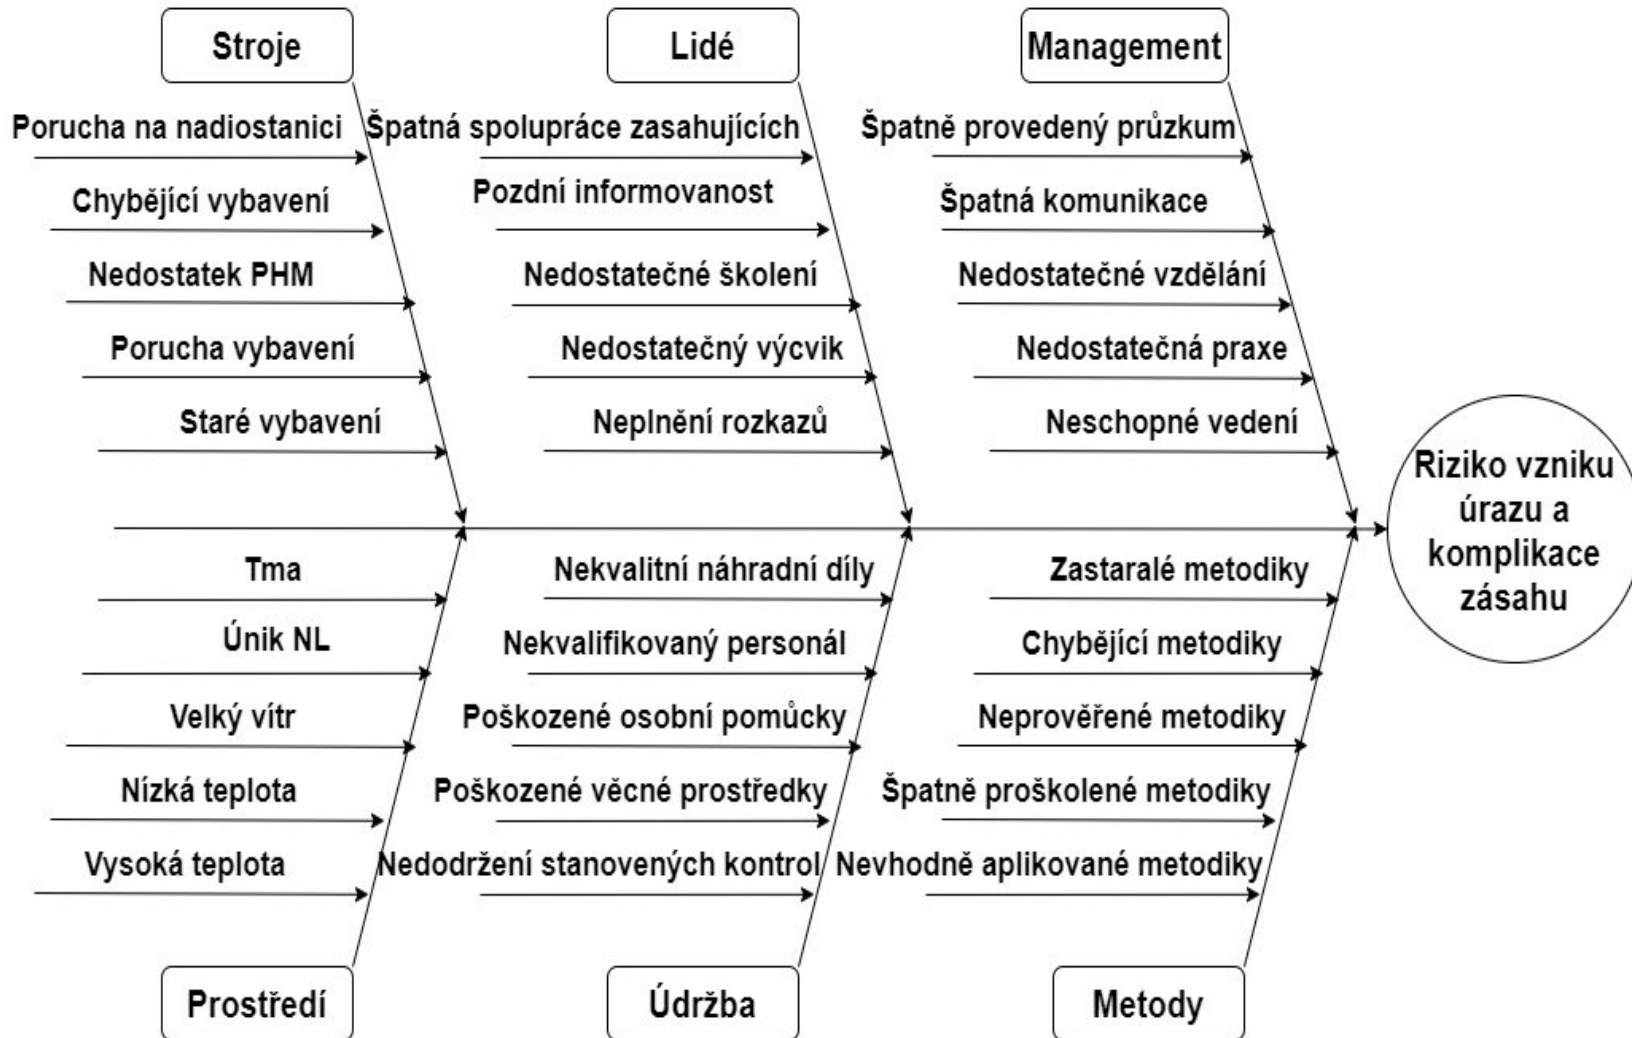 Stroje
Lidé
Management
Porucha na nadiostanici
Špatná spolupráce zasahujících
Špatně provedený průzkum
Chybějící vybavení
Pozdní informovanost
Špatná komunikace
Nedostatek PHM
Nedostatečné školení
Nedostatečné vzdělání
Porucha vybavení
Nedostatečný výcvik
Nedostatečná praxe
Staré vybavení
Neplnění rozkazů
Neschopné vedení
Riziko vzniku
úrazu a
komplikace
zásahu
Tma
Nekvalitní náhradní díly
Zastaralé metodiky
Únik NL
Nekvalifikovaný personál
Chybějící metodiky
Velký vítr
Poškozené osobní pomůcky
Neprověřené metodiky
Nízká teplota
Poškozené věcné prostředky
Špatně proškolené metodiky
Vysoká teplota
Nedodržení stanovených kontrol
Nevhodně aplikované metodiky
Prostředí
Údržba
Metody